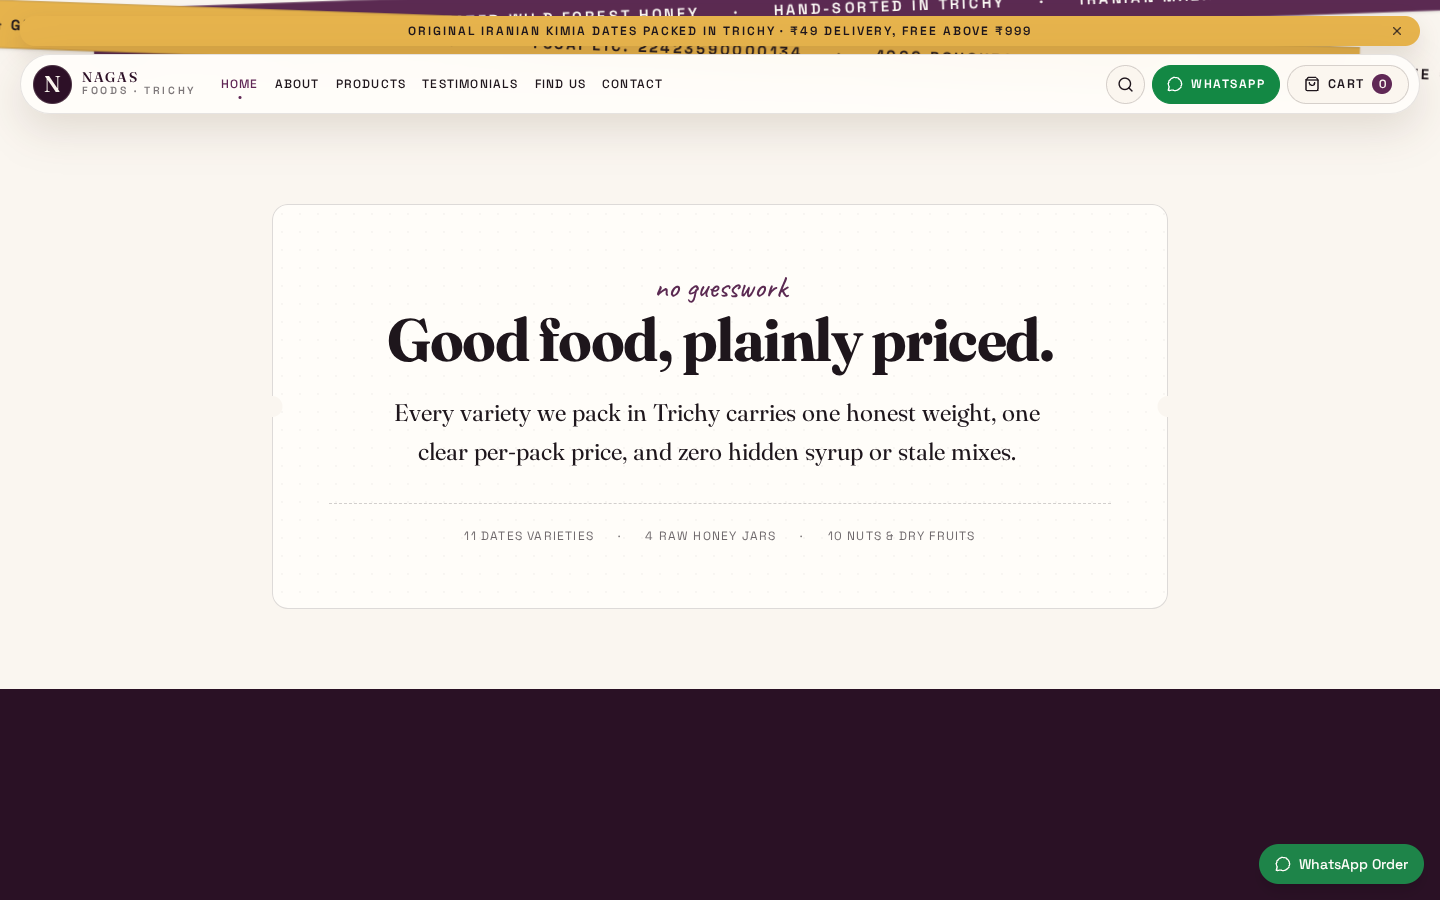 WILD FOREST HONEY · HAND-SORTED IN TRICHY ·
ORIGINAL IRANIAN KIMIA DATES PACKED IN TRICHY · ₹49 DELIVERY, FREE ABOVE ₹999
N
NAGAS
FOODS · TRICHY
HOME
ABOUT
PRODUCTS
TESTIMONIALS
FIND US
CONTACT
WHATSAPP
CART 0
no guesswork
Good food, plainly priced.
Every variety we pack in Trichy carries one honest weight, one
clear per-pack price, and zero hidden syrup or stale mixes.
11 DATES VARIETIES · 4 RAW HONEY JARS · 10 NUTS & DRY FRUITS
WhatsApp Order